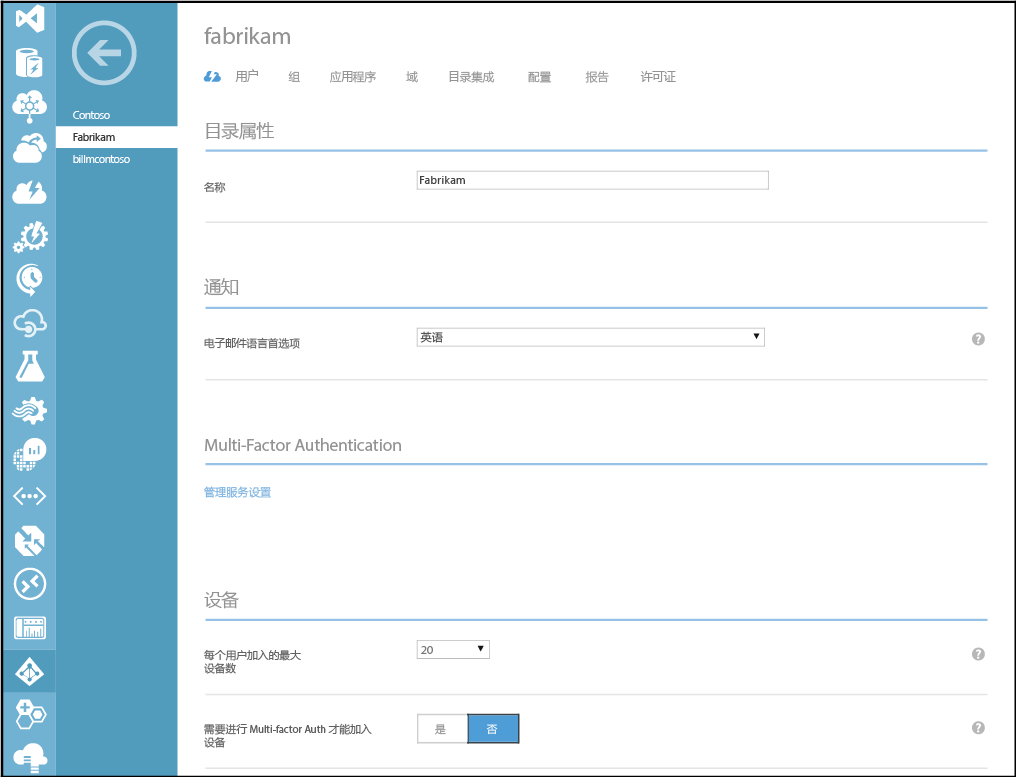 Contoso
Fabrikam
billmcontoso
fabrikam
用户 组 应用程序 域 目录集成 配置 报告 许可证
目录属性
名称 Fabrikam
通知
电子邮件语言首选项 英语
Multi-Factor Authentication
管理服务设置
设备
每个用户加入的最大
设备数
20
需要进行 Multi-factor Auth 才能加入
设备
是 否